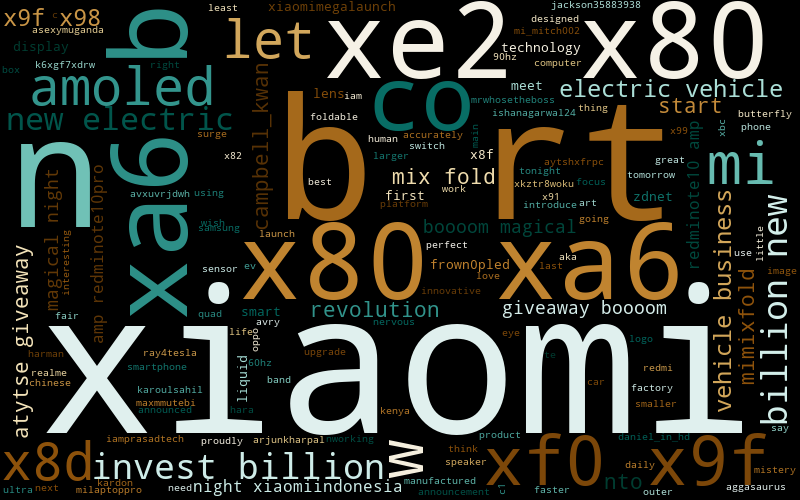 x9f x98
b
least
xiaomimegalaunch
xe2
x80
jackson35883938
asexymuganda
let
designed
mi_mitch002
display
technology
90hz
computer
box
k6xgf7xdrw
right
amoled
co
meet
electric vehicle
lens
iam
mrwhosetheboss
start
new electric
foldable
ishanagarwal24
thing
butterfly
phone
n
xa6
surge
campbell_kwan
b
human
accurately
switch
main
rt
x99
xbc
x82
larger
x8f
aytshxfrpc
great
mi
best
mix fold
tonight
tomorrow
magical night
amp redminote10pro
avxuvrjdwh
using
first
work
xkztr8woku
focus
x91
zdnet
redminote10 amp
platform
introduce
art
wish
samsung
boooom magical
going
interesting
launch
x80
perfect
xa6
aka
use
little
vehicle business
billion new
atytse giveaway
sensor
ev
frown0pled
last
love
image
mimixfold
innovative
xiaomi
fair
quad
smart
revolution
giveaway boooom
life
avry
nervous
eye
logo
harman
ray4tesla
oppo
upgrade
te
realme
chinese
smartphone
liquid
60hz
redmi
karoulsahil
band
car
factory
maxmmutebi
announced
hara
kenya
smaller
iamprasadtech
proudly
arjunkharpal
nworking
product
daniel_in_hd
say
x8d
invest billion
w
think
speaker
xf0
x9f
daily
mistery
kardon
need
night xiaomiindonesia
manufactured
announcement
c1
faster
nto
outer
aggasaurus
ultra
next
milaptoppro